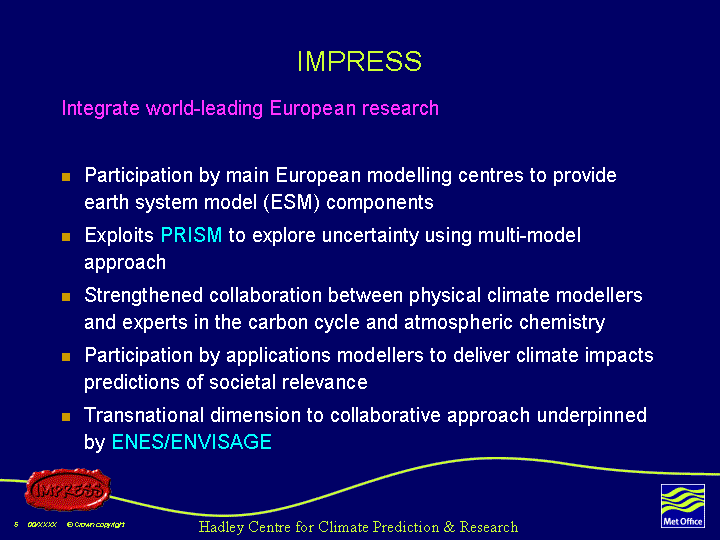 IMPRESS
Integrate world-leading European research
Participation by main European modelling centres to provide
earth system model (ESM) components
Exploits PRISM to explore uncertainty using multi-model
approach
Strengthened collaboration between physical climate modellers
and experts in the carbon cycle and atmospheric chemistry
Participation by applications modellers to deliver climate impacts
predictions of societal relevance
Transnational dimension to collaborative approach underpinned
by ENES/ENVISAGE
IMPRESS
Met Office
5 00/XXXX © Crown copyright
Hadley Centre for Climate Prediction & Research